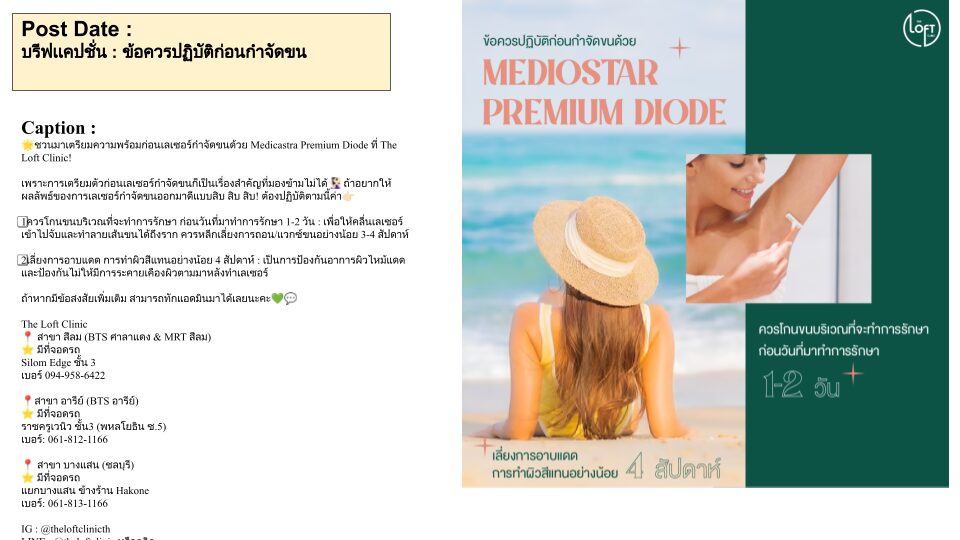 Post Date :
บรีฟแคปชั่น : ข้อควรปฏิบัติก่อนกำจัดขน
Caption :
🌟ชวนมาเตรียมความพร้อมก่อนเลเซอร์กำจัดขนด้วย Medicastra Premium Diode ที่ The
Loft Clinic!
เพราะการเตรียมตัวก่อนเลเซอร์กำจัดขนก็เป็นเรื่องสำคัญที่มองข้ามไม่ได้ 🙅🏻‍♀️ ถ้าอยากให้
ผลลัพธ์ของการเลเซอร์กำจัดขนออกมาดีแบบสิบ สิบ สิบ! ต้องปฏิบัติตามนี้ค่า👉🏻
1ควรโกนขนบริเวณที่จะทำการรักษา ก่อนวันที่มาทำการรักษา 1-2 วัน : เพื่อให้คลื่นเลเซอร์
เข้าไปจับและทำลายเส้นขนได้ถึงราก ควรหลีกเลี่ยงการถอน/แวกซ์ขนอย่างน้อย 3-4 สัปดาห์
2เลี่ยงการอาบแดด การทำผิวสีแทนอย่างน้อย 4 สัปดาห์ : เป็นการป้องกันอาการผิวไหม้แดด
และป้องกันไม่ให้มีการระคายเคืองผิวตามมาหลังทำเลเซอร์
ถ้าหากมีข้อสงสัยเพิ่มเติม สามารถทักแอดมินมาได้เลยนะคะ💚💬
The Loft Clinic
📍 สาขา สีลม (BTS ศาลาแดง & MRT สีลม)
⭐ มีที่จอดรถ
Silom Edge ชั้น 3
เบอร์ 094-958-6422
📍สาขา อารีย์ (BTS อารีย์)
⭐ มีที่จอดรถ
ราชครูเวนิว ชั้น3 (พหลโยธิน ซ.5)
เบอร์: 061-812-1166
📍 สาขา บางแสน (ชลบุรี)
⭐ มีที่จอดรถ
แยกบางแสน ข้างร้าน Hakone
เบอร์: 061-813-1166
IG : @theloftclinicth
ข้อควรปฏิบัติก่อนกำจัดขนด้วย
MEDIOSTAR
PREMIUM DIODE
THE
LOFT
ควรโกนขนบริเวณที่จะทำการรักษา
ก่อนวันที่มาทำการรักษา
1-2 วัน
เลี่ยงการอาบแดด
การทำผิวสีแทนอย่างน้อย 4 สัปดาห์